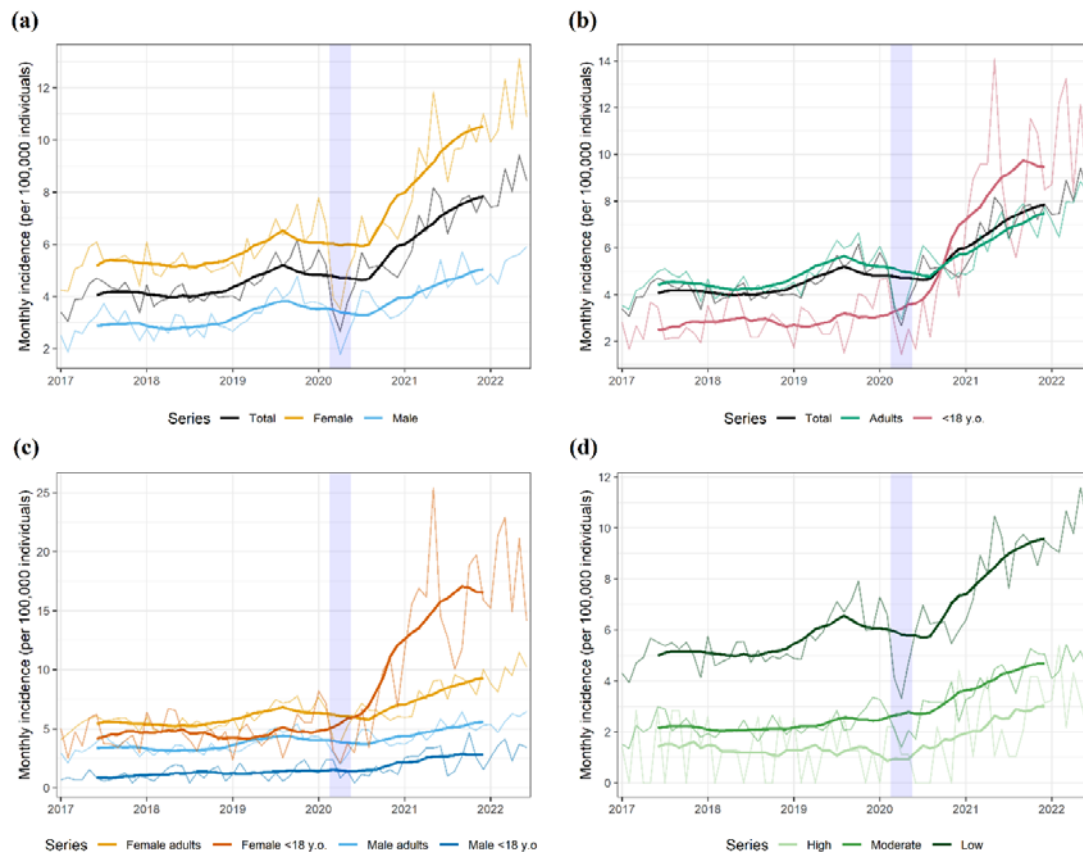 (a)
Monthly incidence (per 100,000 individuals)
12
10
8
6
4
2
2017 2018 2019 2020 2021 2022
Series Total Female Male
(b)
Monthly incidence (per 100,000 individuals)
14
12
10
8
6
4
2
2017 2018 2019 2020 2021 2022
Series Total Adults <18 y.o.
(c)
Monthly incidence (per 100,000 individuals)
25
20
15
10
5
0
2017 2018 2019 2020 2021 2022
Series Female adults Female <18 y.o. Male adults Male <18 y.o
(d)
Monthly incidence (per 100,000 individuals)
12
10
8
6
4
2
0
2017 2018 2019 2020 2021 2022
Series High Moderate Low